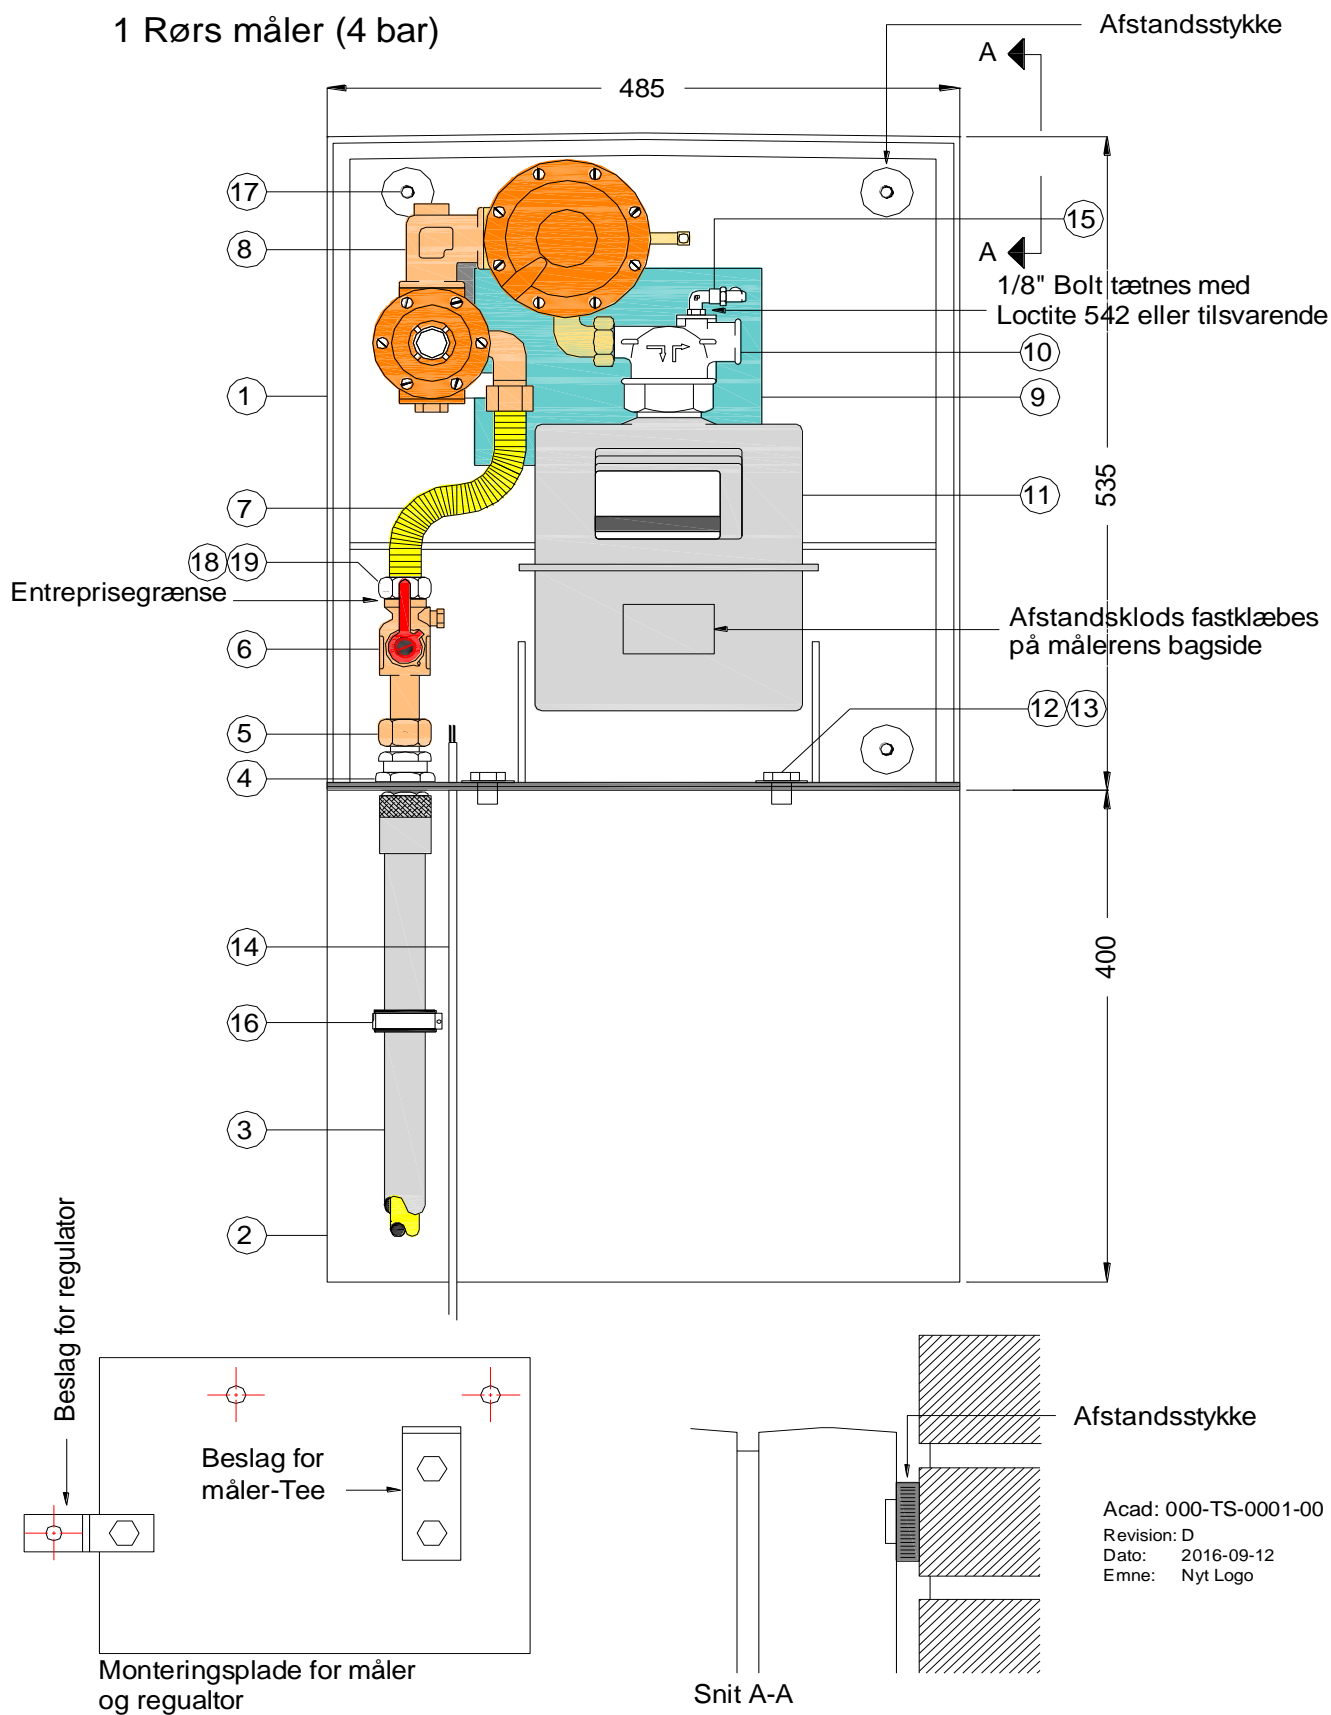 1 Rørs måler (4 bar)
Afstandsstykke
A
485
17
15
8
A
1/8" Bolt tætnes med
Loctite 542 eller tilsvarende
10
1
9
535
11
7
18 19
Entreprisegrænse
Afstandsklods fastklæbes
på målerens bagside
6
12 13
5
4
14
400
16
3
2
Beslag for regulator
Beslag for
måler-Tee
Monteringsplade for måler
og regualtor
Afstandsstykke
Snit A-A
Acad: 000-TS-0001-00
Revision: D
Dato: 2016-09-12
Emne: Nyt Logo